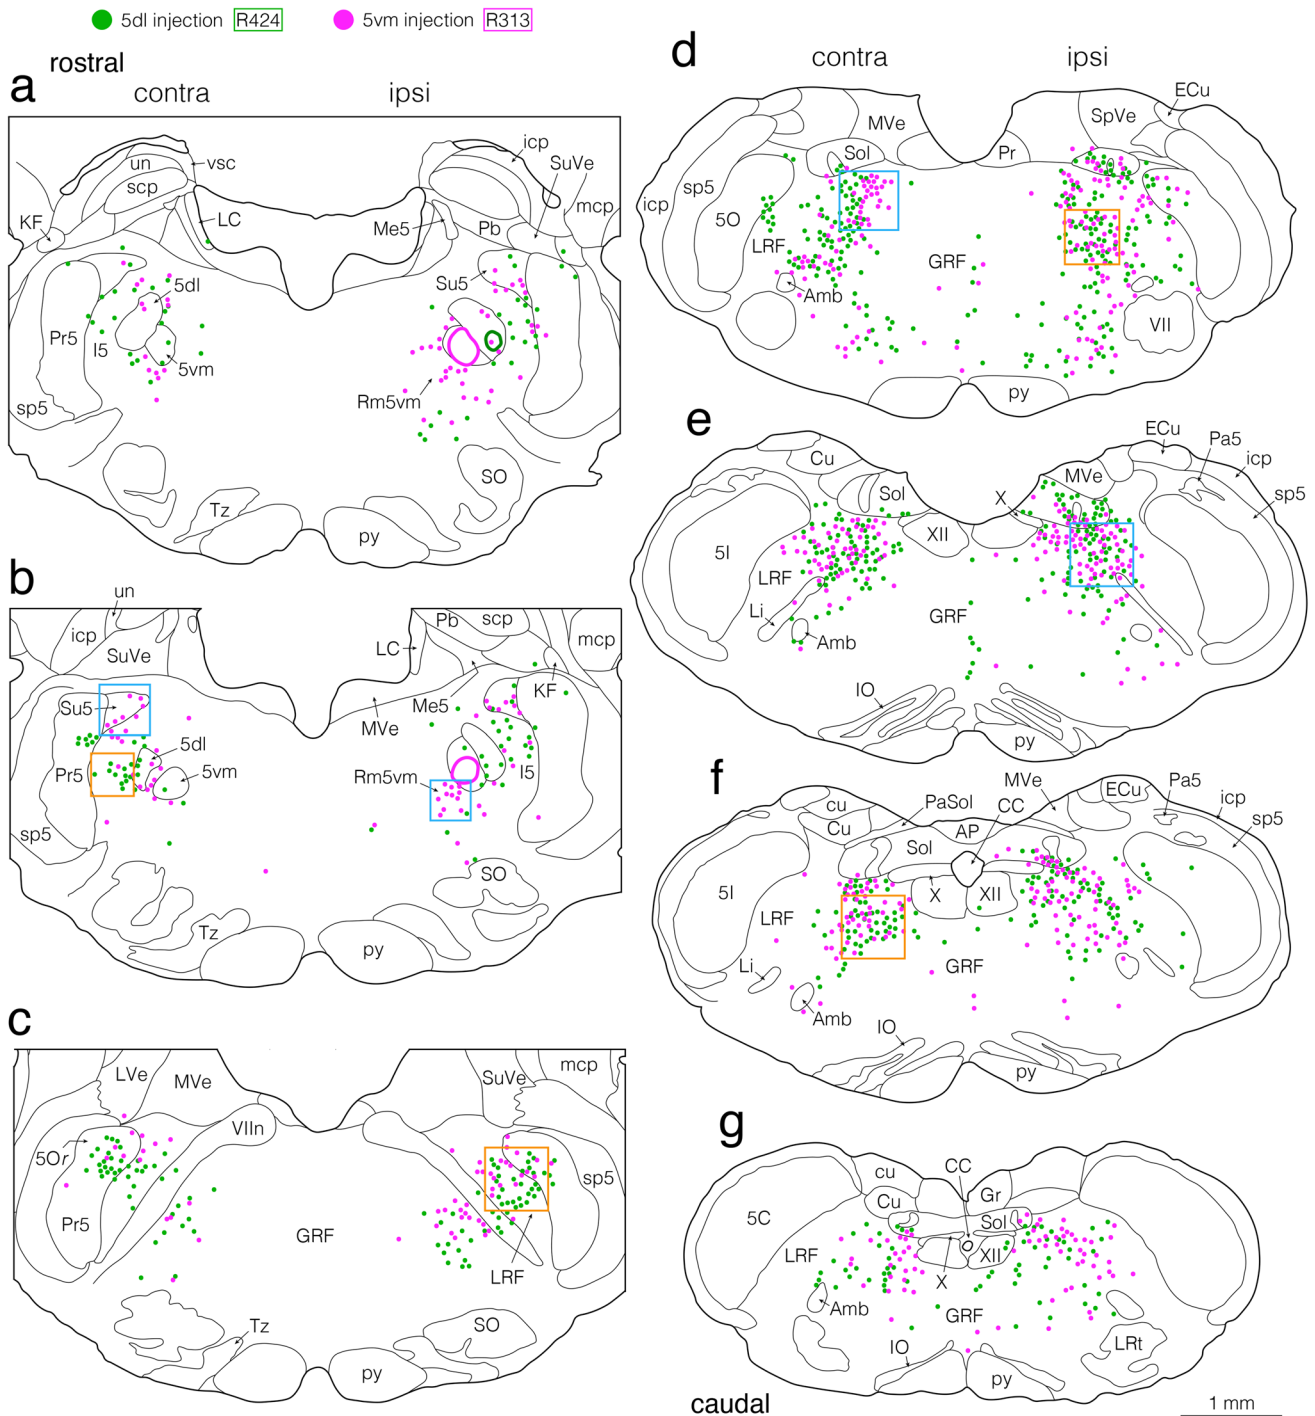 5dl injection R424 5vm injection R313
rostral
a
contra ipsi
un vsc icp SuVe
scp
KF LC Me5 Pb mcp
5dl Su5
Pr5 I5
5vm
Rm5vm
sp5
SO
Tz py
b
un
icp Pb scp mcp
SuVe LC
Su5 Me5 KF
MVe
5dl
Pr5 5vm Rm5vm I5
sp5
SO
Tz py
c
LVe MVe SuVe mcp
VIIn
5Or
sp5
Pr5 GRF
LRF
Tz SO
py
d
contra ipsi
ECu
MVe SpVe
Sol Pr
sp5
icp 5O
LRF GRF
Amb VII
py
e
ECu Pa5
Cu MVe icp
Sol X sp5
XII
5I
LRF
Li Amb GRF
IO
py
f
MVe Pa5
cu PaSol CC ECu icp
Cu AP sp5
Sol
5I X XII
LRF
Li GRF
Amb IO
py
g
cu CC
Cu Gr
5C Sol
LRF XII
X
Amb GRF
IO LRt
py
caudal 1 mm